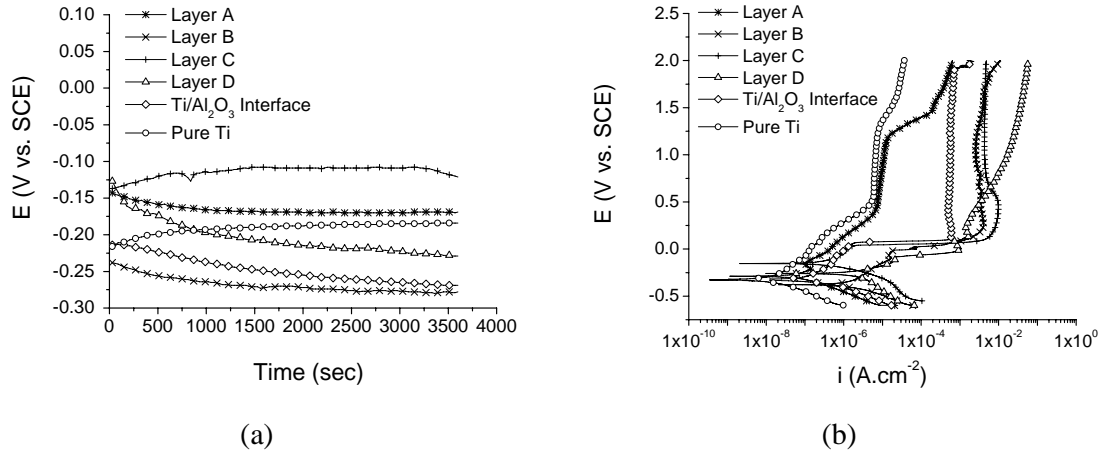 Layer A
Layer B
Layer C
Layer D
Ti/Al₂O₃ Interface
Pure Ti
0.10
0.05
0.00
-0.05
-0.10
-0.15
-0.20
-0.25
-0.30
E (V vs. SCE)
0 500 1000 1500 2000 2500 3000 3500 4000
Time (sec)
(a)
Layer A
Layer B
Layer C
Layer D
Ti/Al₂O₃ Interface
Pure Ti
2.5
2.0
1.5
1.0
0.5
0.0
-0.5
E (V vs. SCE)
1x10⁻¹⁰ 1x10⁻⁸ 1x10⁻⁶ 1x10⁻⁴ 1x10⁻² 1x10⁰
i (A.cm⁻²)
(b)